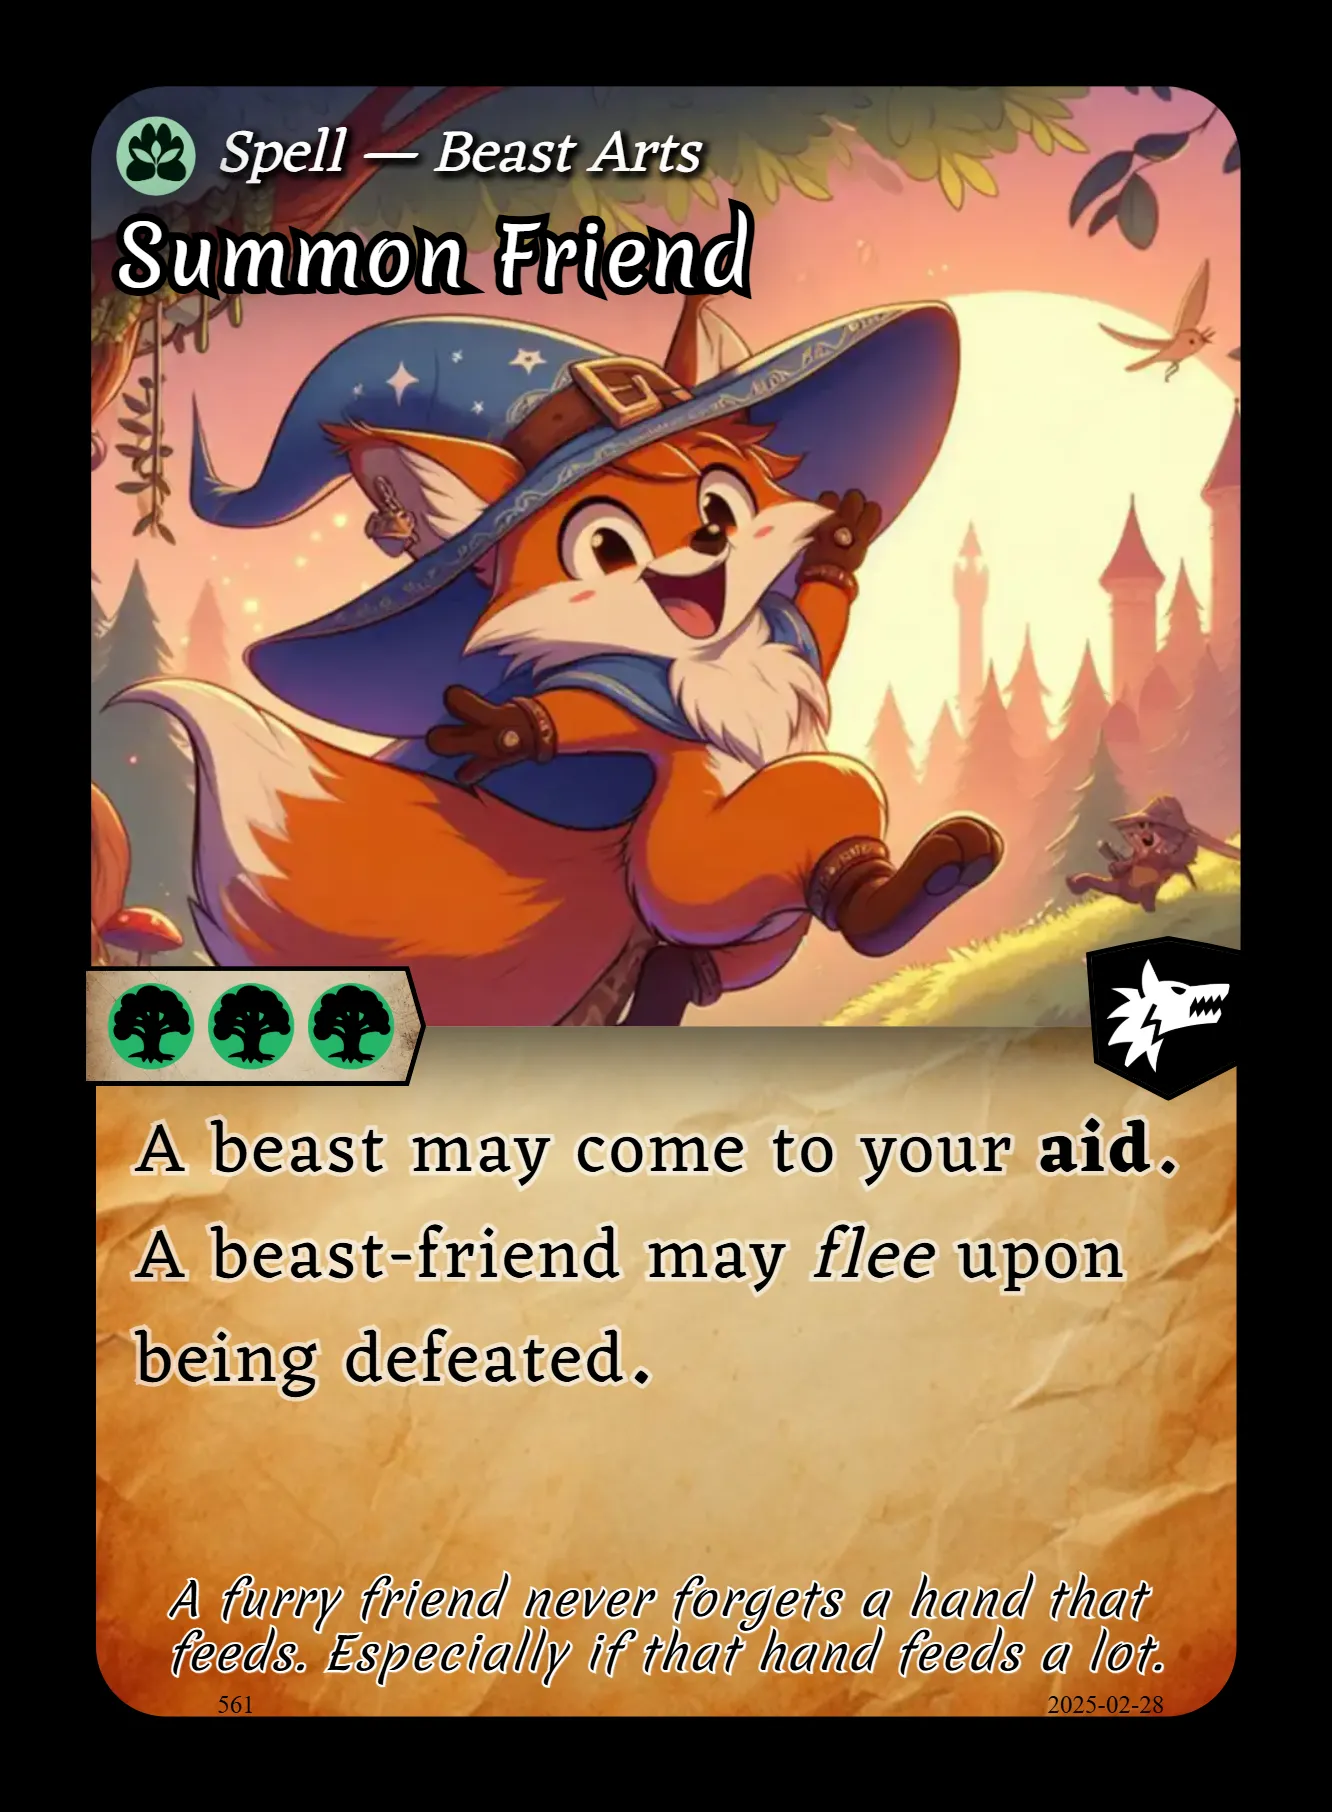 Spell — Beast Arts
Summon Friend
A beast may come to your aid.
A beast-friend may flee upon
being defeated.
A furry friend never forgets a hand that
feeds. Especially if that hand feeds a lot.
561
2025-02-28